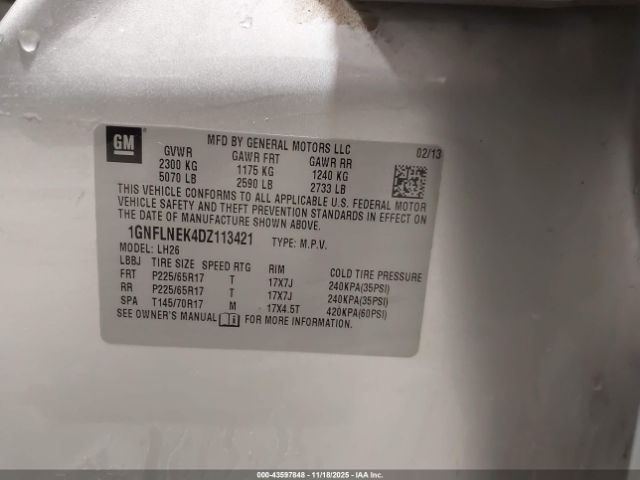 GM
MFD BY GENERAL MOTORS LLC
02/13
GVWR GAWR FRT GAWR RR
2300 KG 1175 KG 1240 KG
5070 LB 2590 LB 2733 LB
THIS VEHICLE CONFORMS TO ALL APPLICABLE U.S. FEDERAL MOTOR
VEHICLE SAFETY AND THEFT PREVENTION STANDARDS IN EFFECT ON
THE DATE OF MANUFACTURE SHOWN ABOVE.
1GNFLNEK4DZ113421 TYPE: M.P.V.
MODEL: LH26
LBBJ TIRE SIZE SPEED RTG RIM COLD TIRE PRESSURE
FRT P225/65R17 T 17X7J 240KPA(35PSI)
RR P225/65R17 T 17X7J 240KPA(35PSI)
SPA T145/70R17 M 17X4.5T 420KPA(60PSI)
SEE OWNER'S MANUAL FOR MORE INFORMATION.
000-43597848 - 11/18/2025 - IAAI.COM